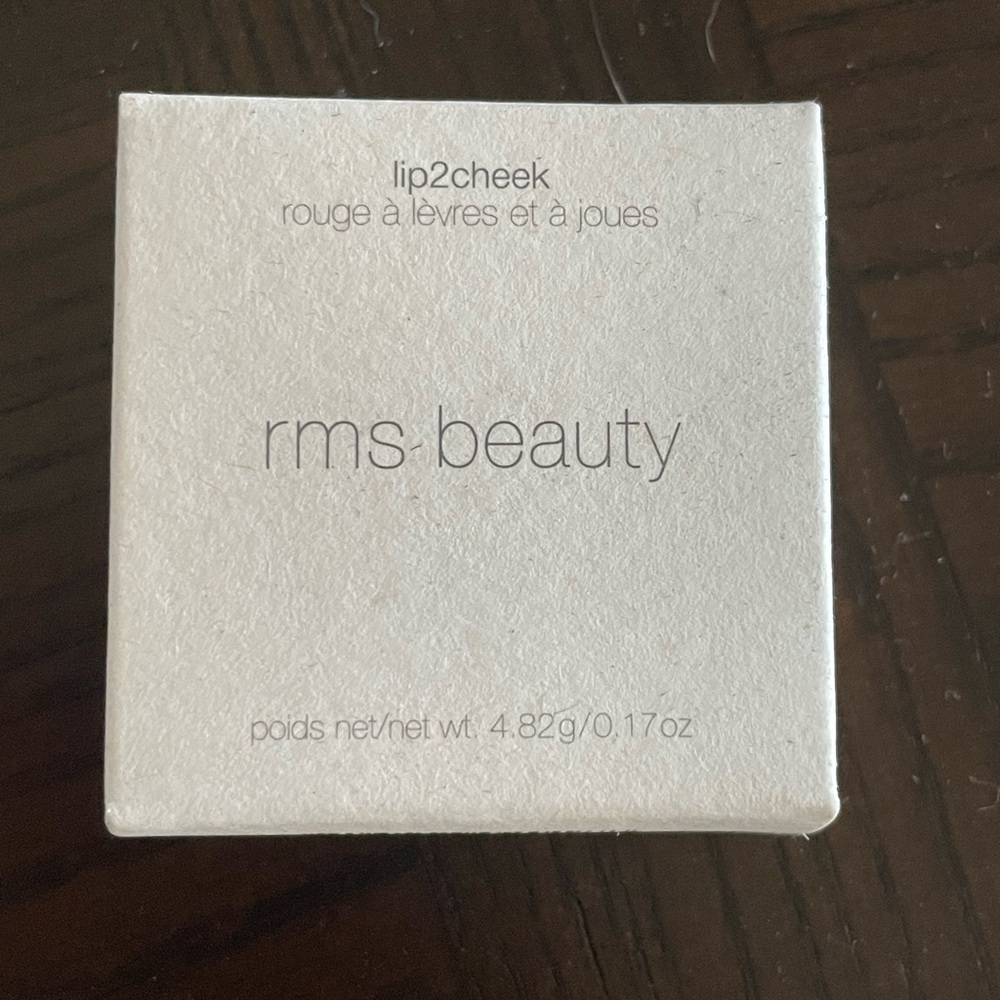 lip2cheek
rouge à lèvres et à joues
rms beauty
poids net/net wt. 4.82g/0.17oz